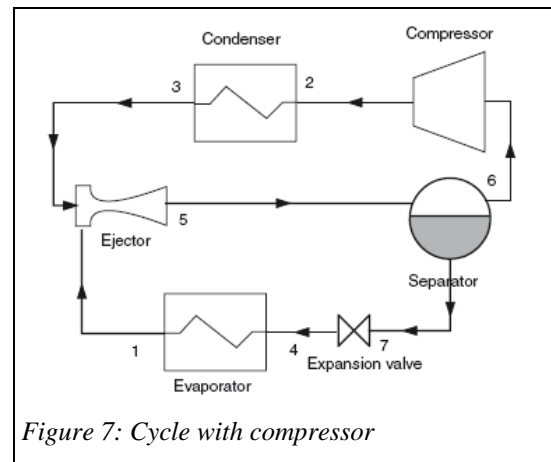 Compressor
Condenser
3
2
6
5
Ejector
Separator
1
4
7
Expansion valve
Evaporator
Figure 7: Cycle with compressor